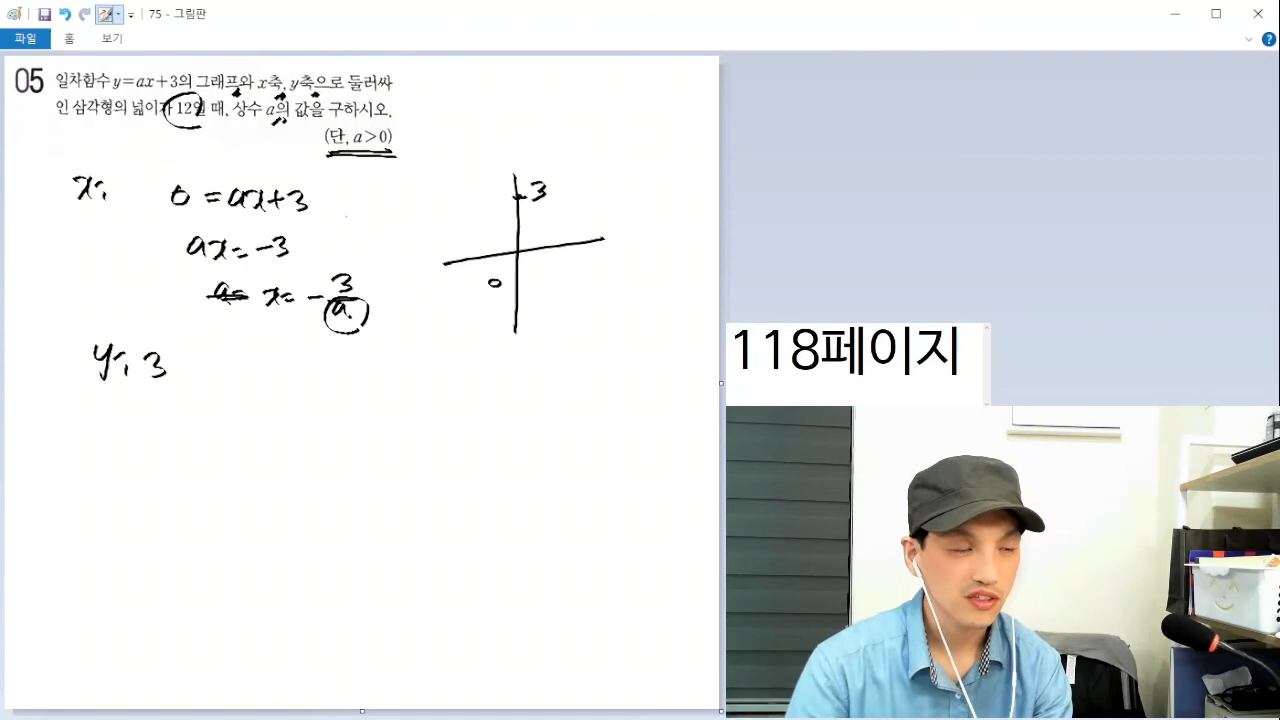 75 - 그림판
파일 홈 보기
05 일차함수 y=ax+3의 그래프와 x축, y축으로 둘러싸
인 삼각형의 넓이가 12일 때, 상수 a의 값을 구하시오.
(단, a>0)
x;
0 = ax+3
ax = -3
x = - 3/a
y; 3
3
0
118페이지